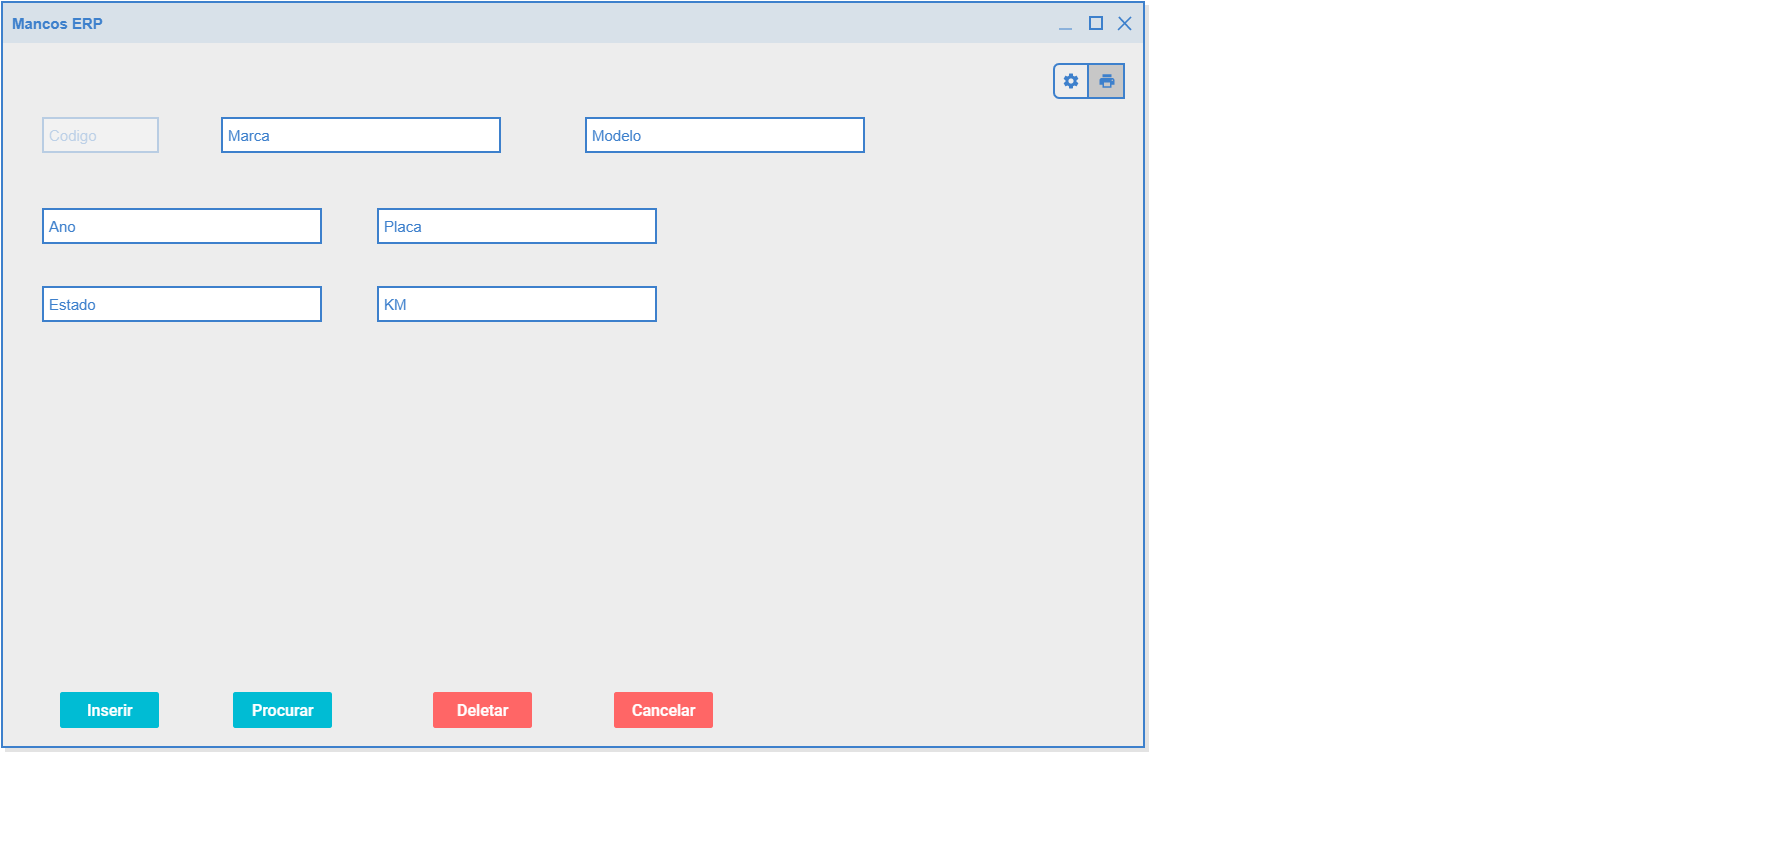 Mancos ERP
Codigo Marca Modelo
Ano Placa
Estado KM
Inserir Procurar Deletar Cancelar